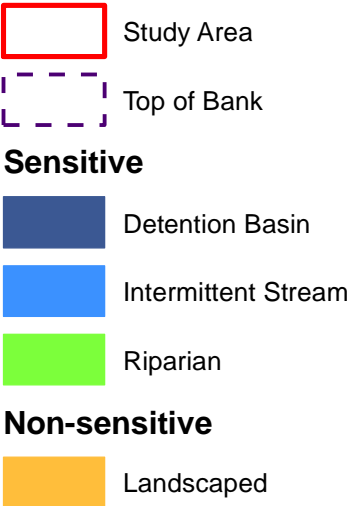 Study Area
Top of Bank
Sensitive
Detention Basin
Intermittent Stream
Riparian
Non-sensitive
Landscaped